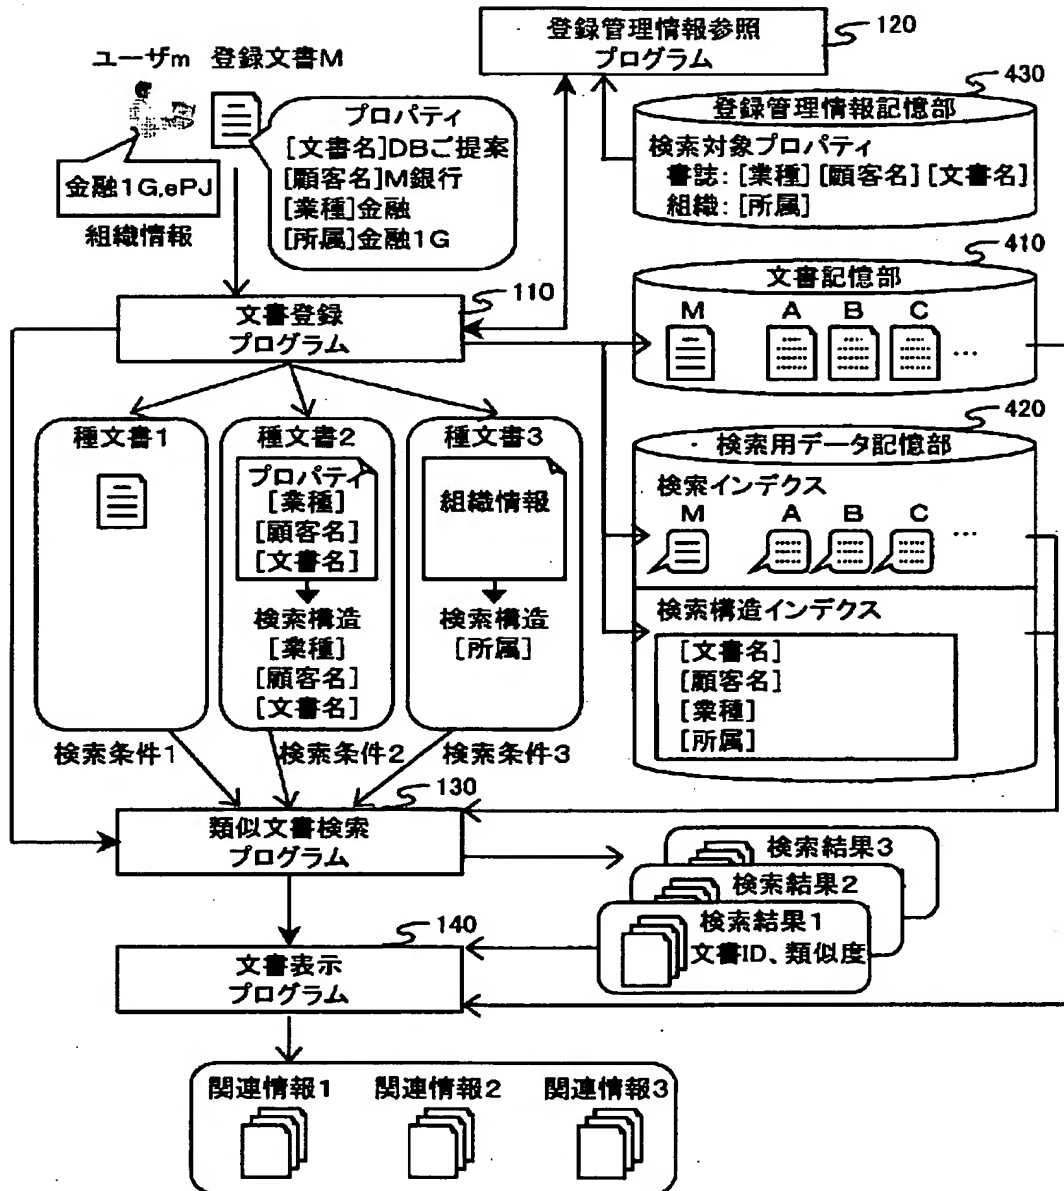 登録管理情報参照
プログラム
120
ユーザm 登録文書M
プロパティ
[文書名]DBご提案
[顧客名]M銀行
[業種]金融
[所属]金融1G
金融1G,ePJ
組織情報
430
登録管理情報記憶部
検索対象プロパティ
書誌:[業種][顧客名][文書名]
組織:[所属]
410
文書記憶部
M A B C …
110
文書登録
プログラム
420
検索用データ記憶部
検索インデクス
M A B C …
検索構造インデクス
[文書名]
[顧客名]
[業種]
[所属]
種文書1
種文書2
プロパティ
[業種]
[顧客名]
[文書名]
検索構造
[業種]
[顧客名]
[文書名]
種文書3
組織情報
検索構造
[所属]
検索条件1
検索条件2
検索条件3
130
類似文書検索
プログラム
検索結果3
検索結果2
検索結果1
文書ID、類似度
140
文書表示
プログラム
関連情報1
関連情報2
関連情報3